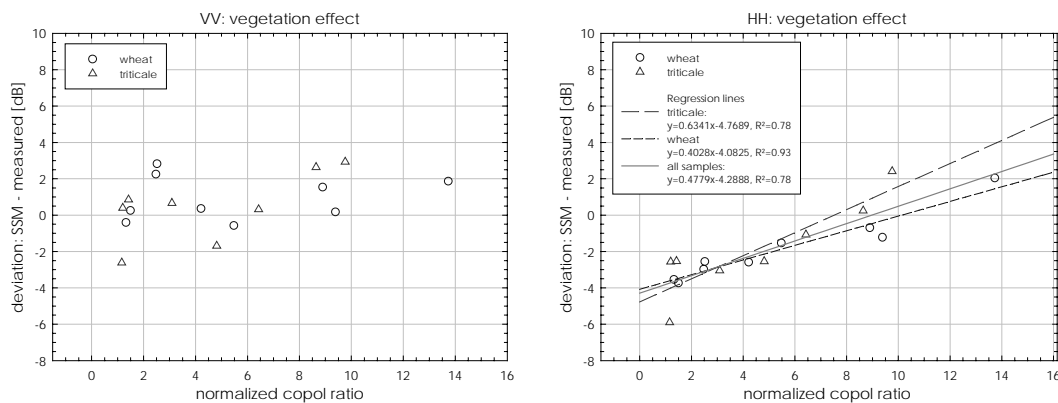 VV: vegetation effect
10
8
6
4
2
0
-2
-4
-6
-8
deviation: SSM - measured [dB]
wheat
triticale
0 2 4 6 8 10 12 14 16
normalized copol ratio
HH: vegetation effect
10
8
6
4
2
0
-2
-4
-6
-8
deviation: SSM - measured [dB]
wheat
triticale
Regression lines
triticale:
y=0.6341x-4.7689, R²=0.78
wheat
y=0.4028x-4.0825, R²=0.93
all samples:
y=0.4779x-4.2888, R²=0.78
0 2 4 6 8 10 12 14 16
normalized copol ratio